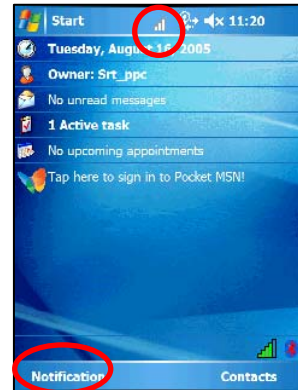 Start 11:20
Tuesday, August 16, 2005
Owner: Srt_ppc
No unread messages
1 Active task
No upcoming appointments
Tap here to sign in to Pocket MSN!
Notification Contacts